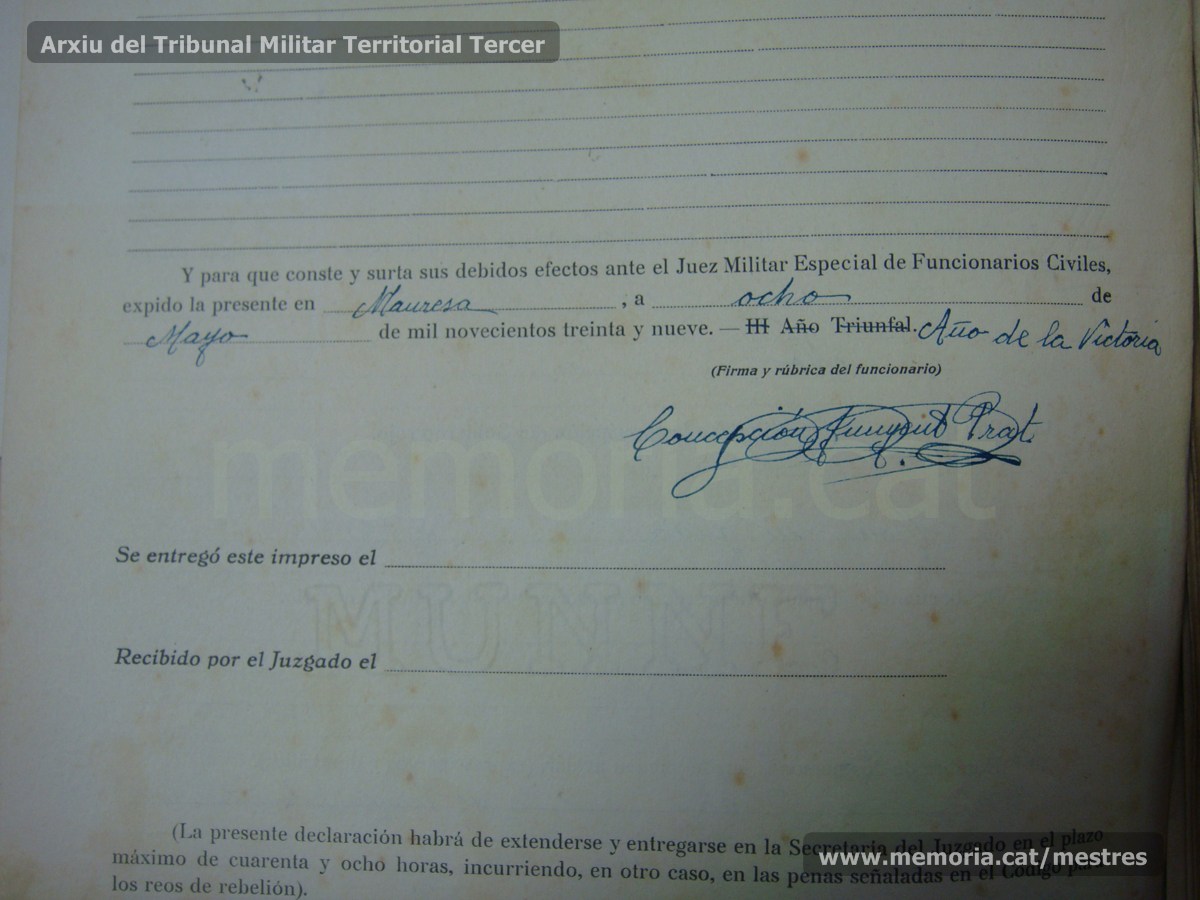 Arxiu del Tribunal Militar Territorial Tercer
Y para que conste y surta sus debidos efectos ante el Juez Militar Especial de Funcionarios Civiles,
expido la presente en Manresa, a ocho de
Mayo de mil novecientos treinta y nueve. — III Año Triunfal. Año de la Victoria
(Firma y rúbrica del funcionario)
Concepción Junyent Prat
memoria.cat
Se entregó este impreso el
MUNNE
Recibido por el Juzgado el
(La presente declaración habrá de extenderse y entregarse en la Secretaría del Juzgado en el plazo
máximo de cuarenta y ocho horas, incurriendo, en otro caso, en las penas señaladas en el Código para
los reos de rebelión).
www.memoria.cat/mestres